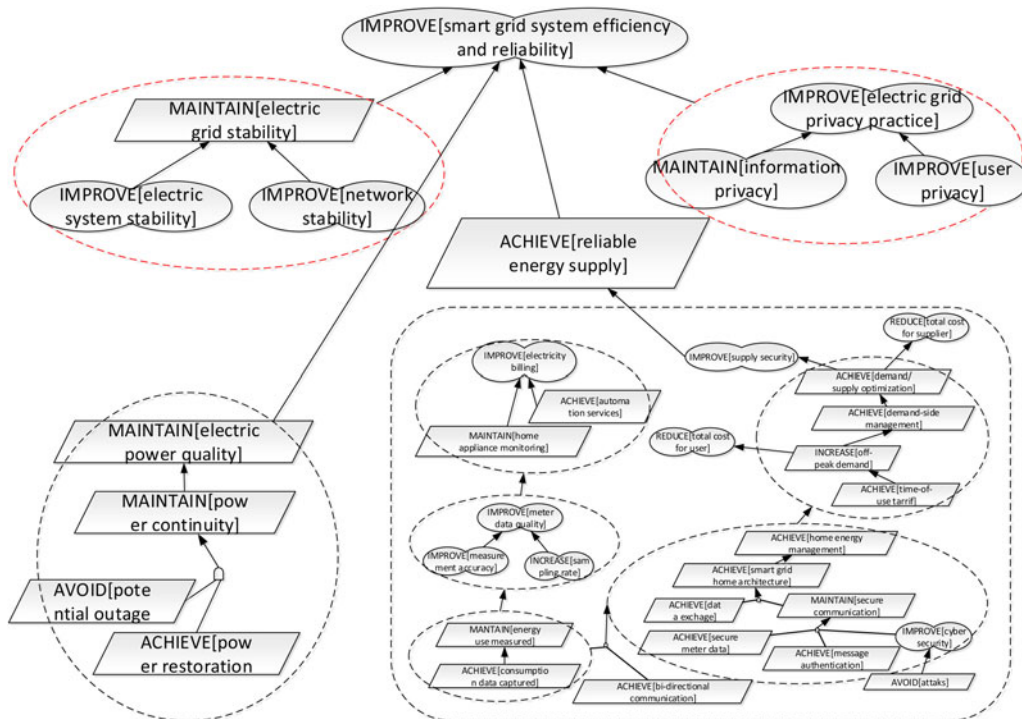 IMPROVE[smart grid system efficiency
and reliability]
MAINTAIN[electric
grid stability]
IMPROVE[electric
system stability]
IMPROVE[network
stability]
IMPROVE[electric grid
privacy practice]
MAINTAIN[information
privacy]
IMPROVE[user
privacy]
ACHIEVE[reliable
energy supply]
MAINTAIN[electric
power quality]
MAINTAIN[pow
er continuity]
AVOID[pote
ntial outage
ACHIEVE[pow
er restoration
IMPROVE[electricity
billing]
ACHIEVE[automa
tion services]
MAINTAIN[home
appliance monitoring]
IMPROVE[meter
data quality]
IMPROVE[measure
ment accuracy]
INCREASE[sam
pling rate]
MANTAIN[energy
use measured]
ACHIEVE[consumptio
n data captured]
ACHIEVE[bi-directional
communication]
REDUCE[total cost
for supplier]
IMPROVE[supply security]
ACHIEVE[demand/
supply optimization]
ACHIEVE[demand-side
management]
REDUCE[total cost
for user]
INCREASE[off-
peak demand]
ACHIEVE[time-of-
use tarrif]
ACHIEVE[home energy
management]
ACHIEVE[smart grid
home architecture]
ACHIEVE[dat
a exchage]
MAINTAIN[secure
communication]
ACHIEVE[secure
meter data]
ACHIEVE[message
authentication]
IMPROVE[cyber
security]
AVOID[attaks]